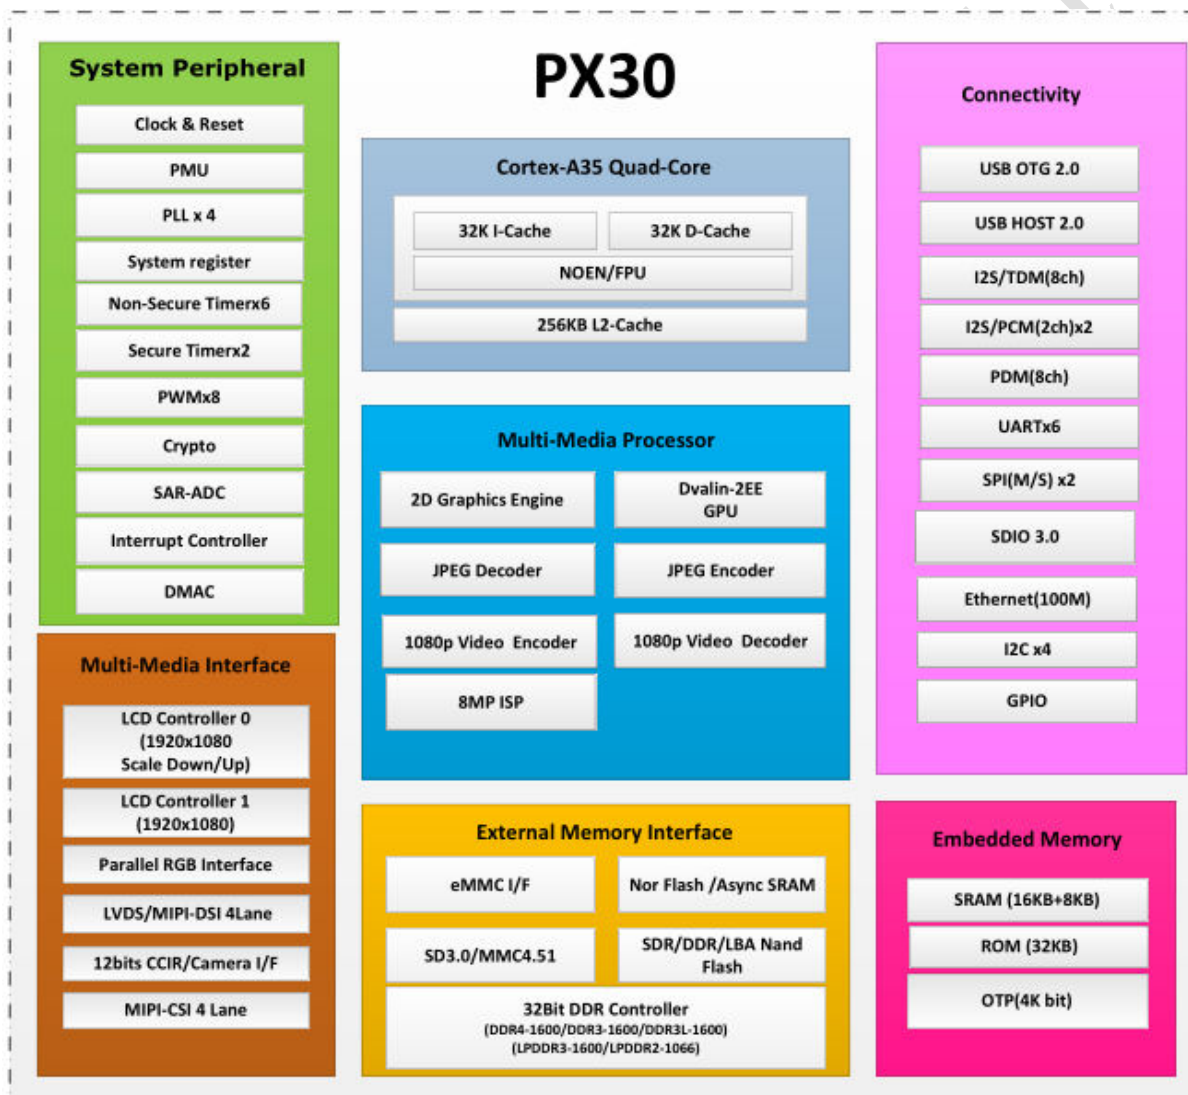 PX30
System Peripheral
Clock & Reset
PMU
PLL x 4
System register
Non-Secure Timerx6
Secure Timerx2
PWMx8
Crypto
SAR-ADC
Interrupt Controller
DMAC
Multi-Media Interface
LCD Controller 0
(1920x1080
Scale Down/Up)
LCD Controller 1
(1920x1080)
Parallel RGB Interface
LVDS/MIPI-DSI 4Lane
12bits CCIR/Camera I/F
MIPI-CSI 4 Lane
Cortex-A35 Quad-Core
32K I-Cache
32K D-Cache
NOEN/FPU
256KB L2-Cache
Multi-Media Processor
2D Graphics Engine
Dvalin-2EE
GPU
JPEG Decoder
JPEG Encoder
1080p Video Encoder
1080p Video Decoder
8MP ISP
External Memory Interface
eMMC I/F
Nor Flash /Async SRAM
SD3.0/MMC4.51
SDR/DDR/LBA Nand
Flash
32Bit DDR Controller
(DDR4-1600/DDR3-1600/DDR3L-1600)
(LPDDR3-1600/LPDDR2-1066)
Connectivity
USB OTG 2.0
USB HOST 2.0
I2S/TDM(8ch)
I2S/PCM(2ch)x2
PDM(8ch)
UARTx6
SPI(M/S) x2
SDIO 3.0
Ethernet(100M)
I2C x4
GPIO
Embedded Memory
SRAM (16KB+8KB)
ROM (32KB)
OTP(4K bit)